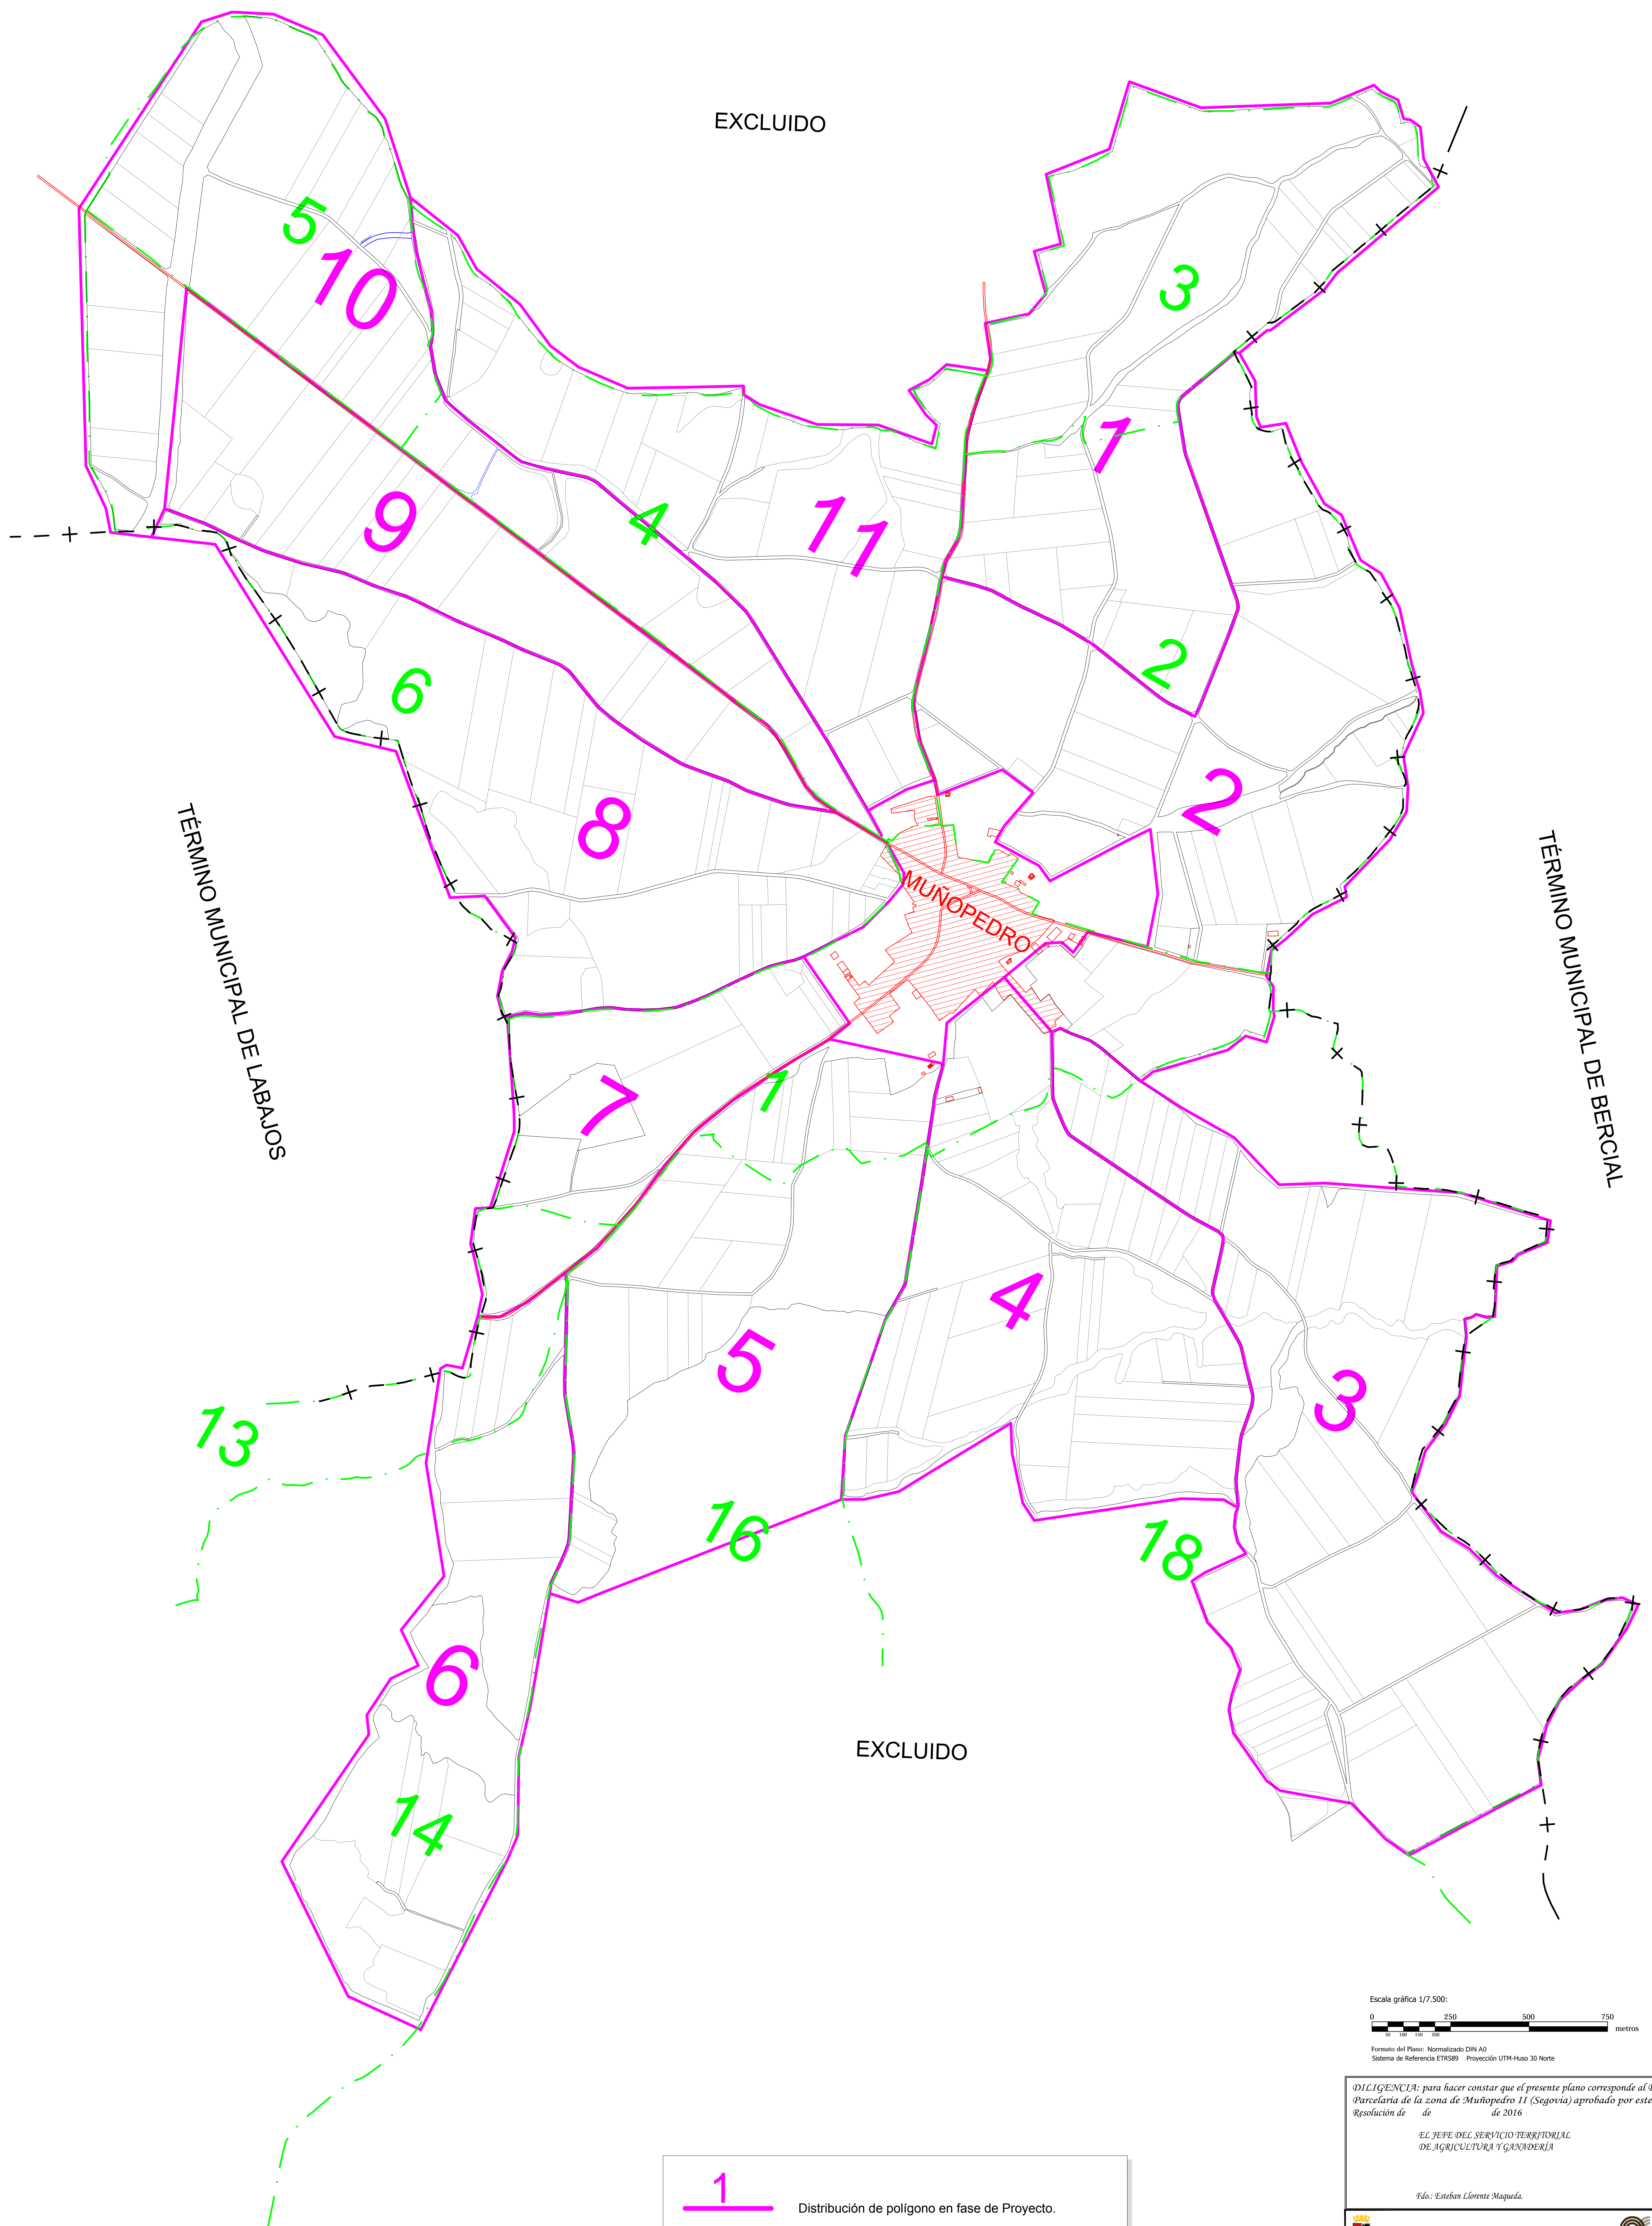 EXCLUIDO
5
10
3
1
9
4
11
6
2
8
2
TÉRMINO MUNICIPAL DE LABAJOS
TÉRMINO MUNICIPAL DE BERCIAL
MUÑOPEDRO
7
1
4
5
3
13
16
18
6
EXCLUIDO
14
Escala gráfica 1/7.500:
0 250 500 750
metros
50 100 150 200
Formato del Plano: Normalizado DIN A0
Sistema de Referencia ETRS89 Proyección UTM-Huso 30 Norte
DILIGENCIA: para hacer constar que el presente plano corresponde al
Parcelaria de la zona de Muñopedro II (Segovia) aprobado por este
Resolución de de de 2016
EL JEFE DEL SERVICIO TERRITORIAL
DE AGRICULTURA Y GANADERÍA
Fdo.: Esteban Llorente Maqueda.
1
Distribución de polígono en fase de Proyecto.